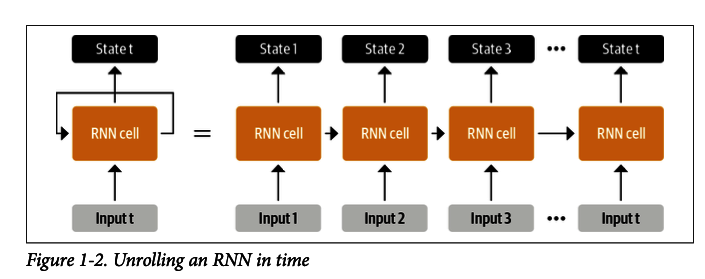 State t State 1 State 2 State 3 ••• State t
RNN cell = RNN cell RNN cell RNN cell RNN cell
Input t Input 1 Input 2 Input 3 ••• Input t
Figure 1-2. Unrolling an RNN in time